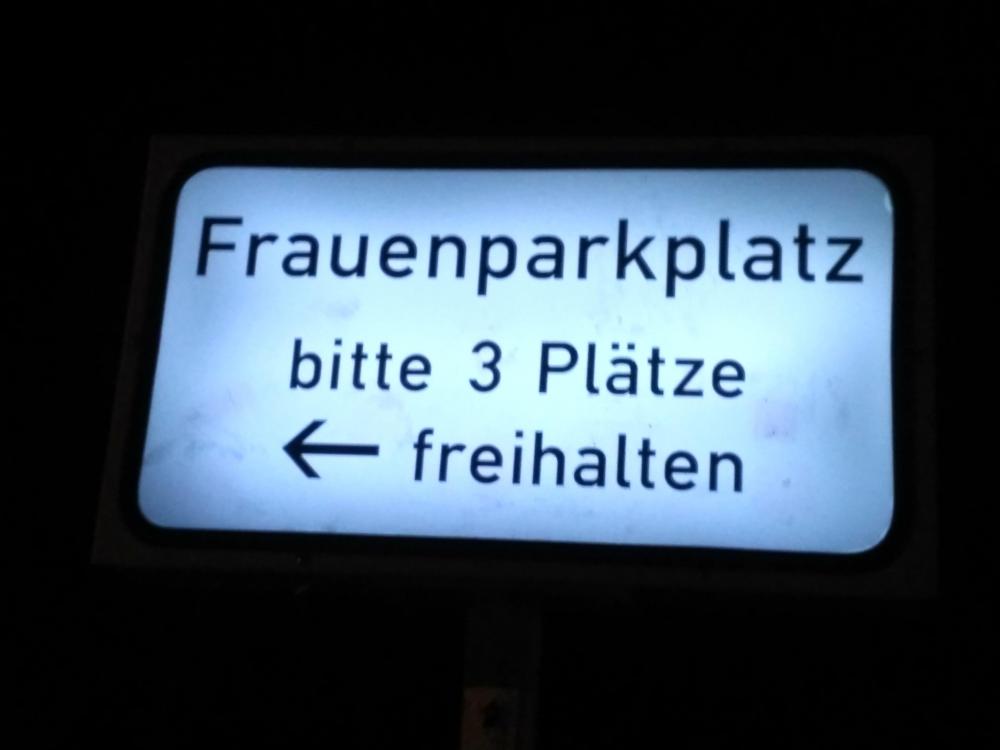 Frauenparkplatz
bitte 3 Plätze
← freihalten